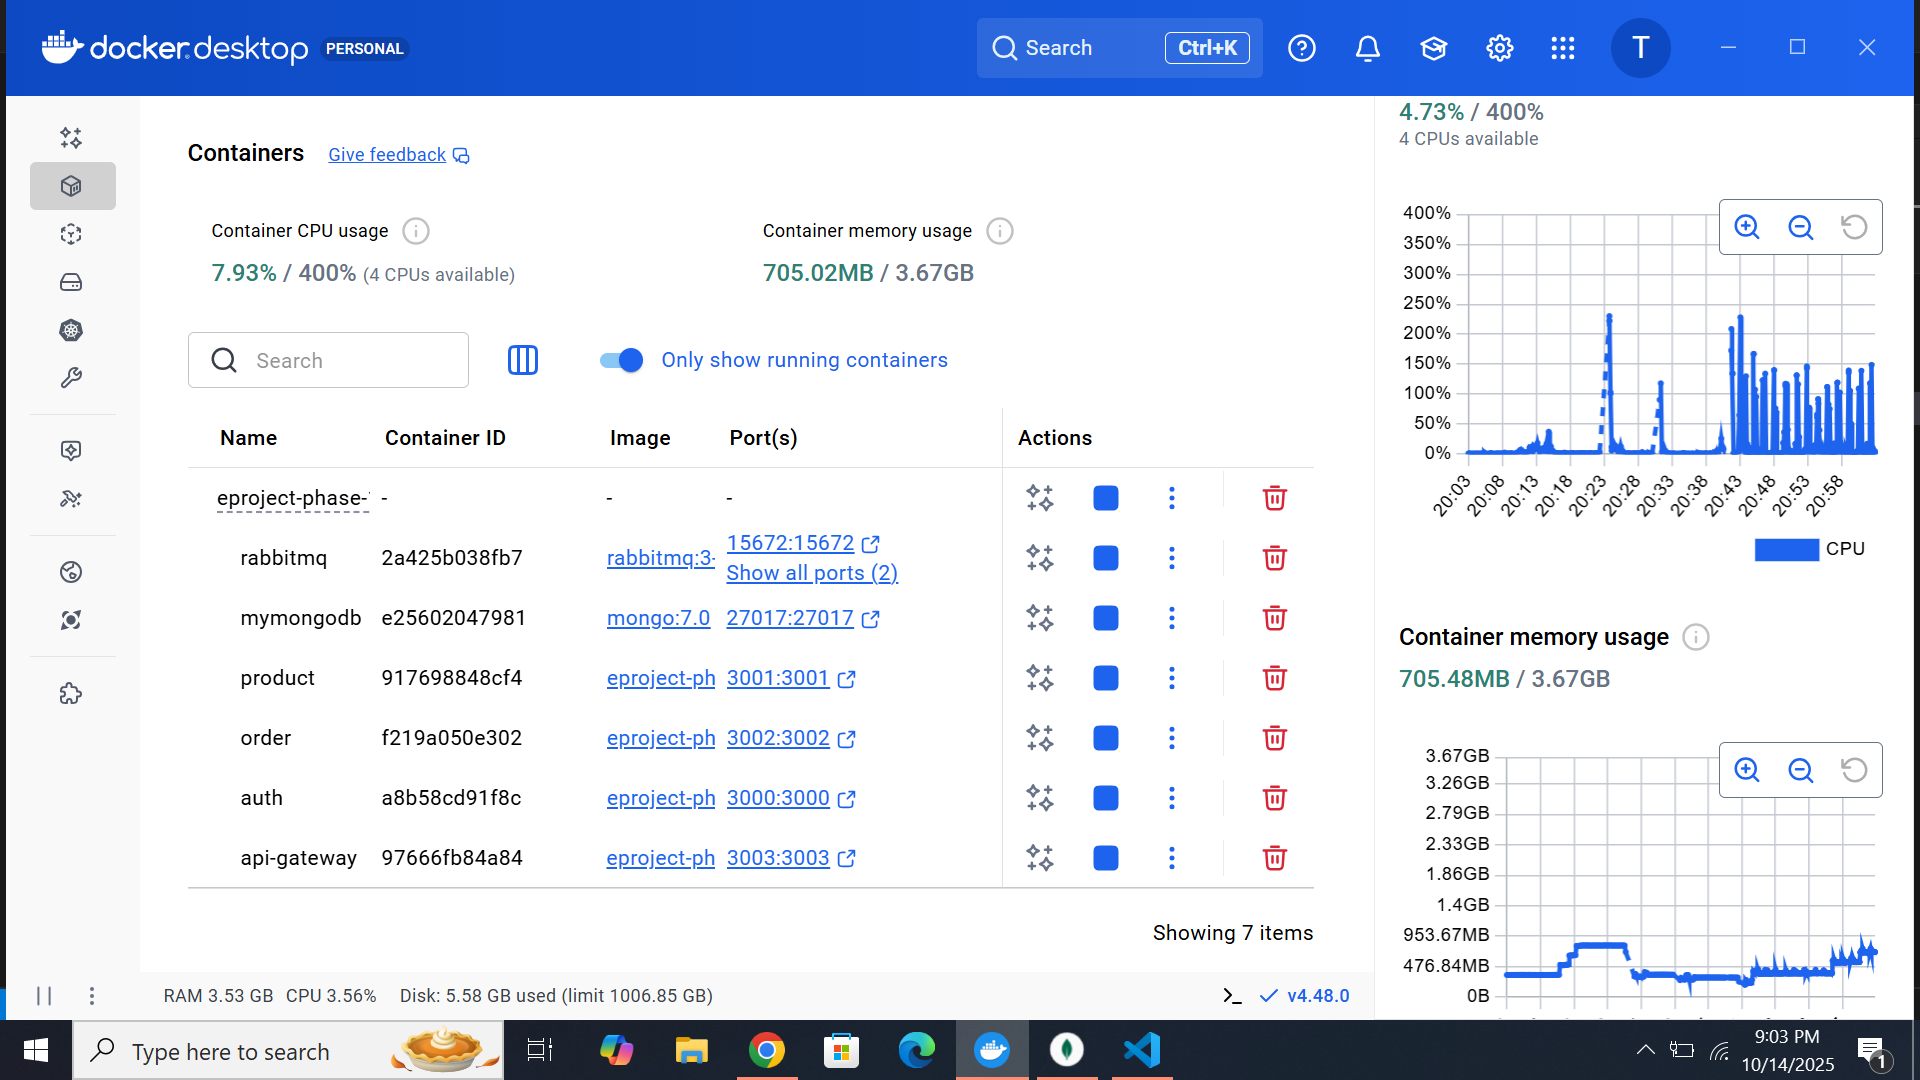 docker.desktop PERSONAL
Search Ctrl+K
T
Containers Give feedback
Container CPU usage
7.93% / 400% (4 CPUs available)
Container memory usage
705.02MB / 3.67GB
Search
Only show running containers
Name Container ID Image Port(s) Actions
eproject-phase- - - -
rabbitmq 2a425b038fb7 rabbitmq:3- 15672:15672
Show all ports (2)
mymongodb e25602047981 mongo:7.0 27017:27017
product 917698848cf4 eproject-ph 3001:3001
order f219a050e302 eproject-ph 3002:3002
auth a8b58cd91f8c eproject-ph 3000:3000
api-gateway 97666fb84a84 eproject-ph 3003:3003
Showing 7 items
4.73% / 400%
4 CPUs available
400%
350%
300%
250%
200%
150%
100%
50%
0%
20:03 20:08 20:13 20:18 20:23 20:28 20:33 20:38 20:43 20:48 20:53 20:58
CPU
Container memory usage
705.48MB / 3.67GB
3.67GB
3.26GB
2.79GB
2.33GB
1.86GB
1.4GB
953.67MB
476.84MB
0B
RAM 3.53 GB CPU 3.56% Disk: 5.58 GB used (limit 1006.85 GB)
v4.48.0
Type here to search
9:03 PM
10/14/2025
1